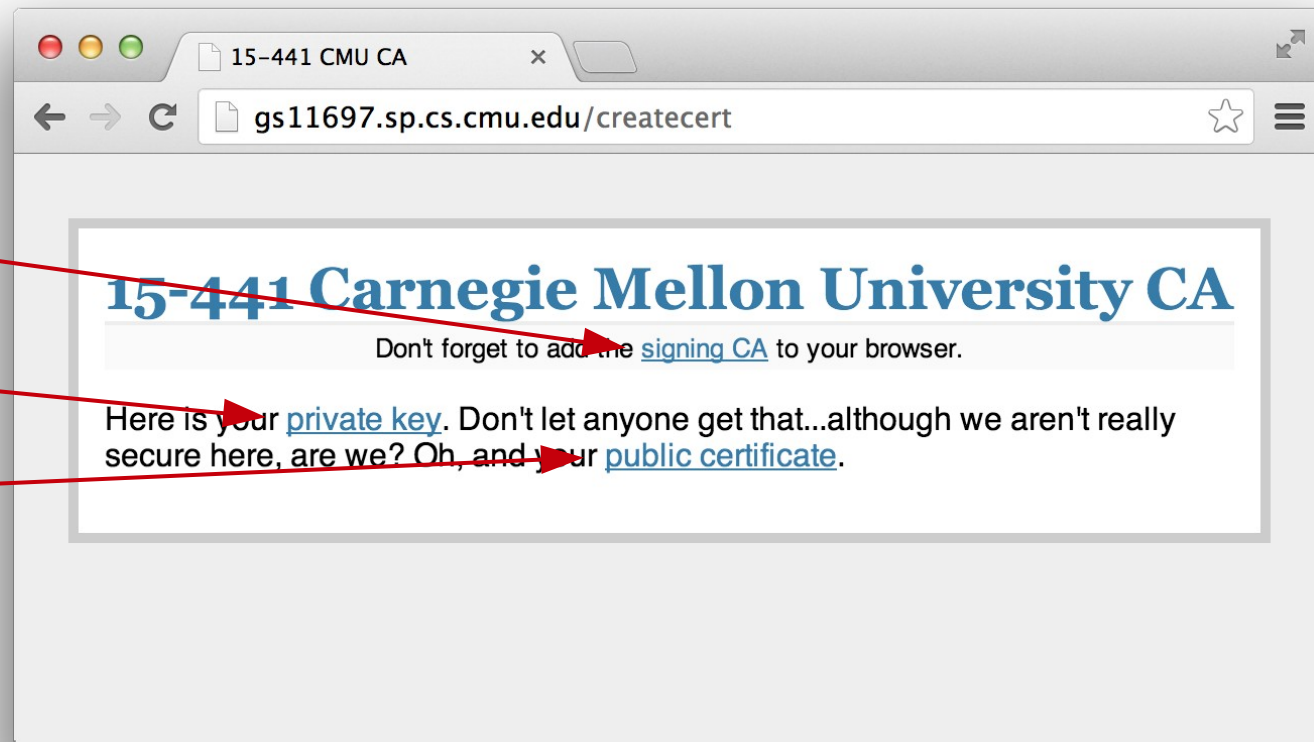 15-441 CMU CA
gs11697.sp.cs.cmu.edu/createcert
15-441 Carnegie Mellon University CA
Don't forget to add the signing CA to your browser.
Here is your private key. Don't let anyone get that...although we aren't really
secure here, are we? Oh, and your public certificate.